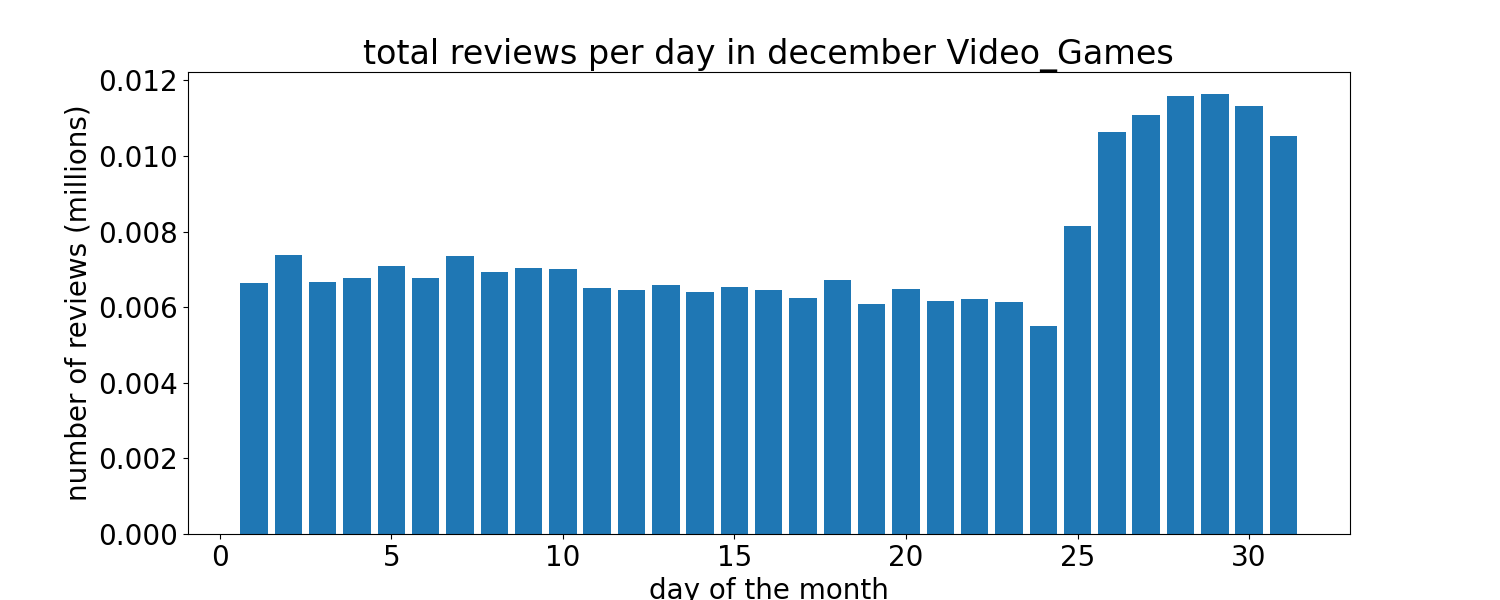 total reviews per day in december Video_Games
number of reviews (millions)
0.012
0.010
0.008
0.006
0.004
0.002
0.000
0 5 10 15 20 25 30
day of the month